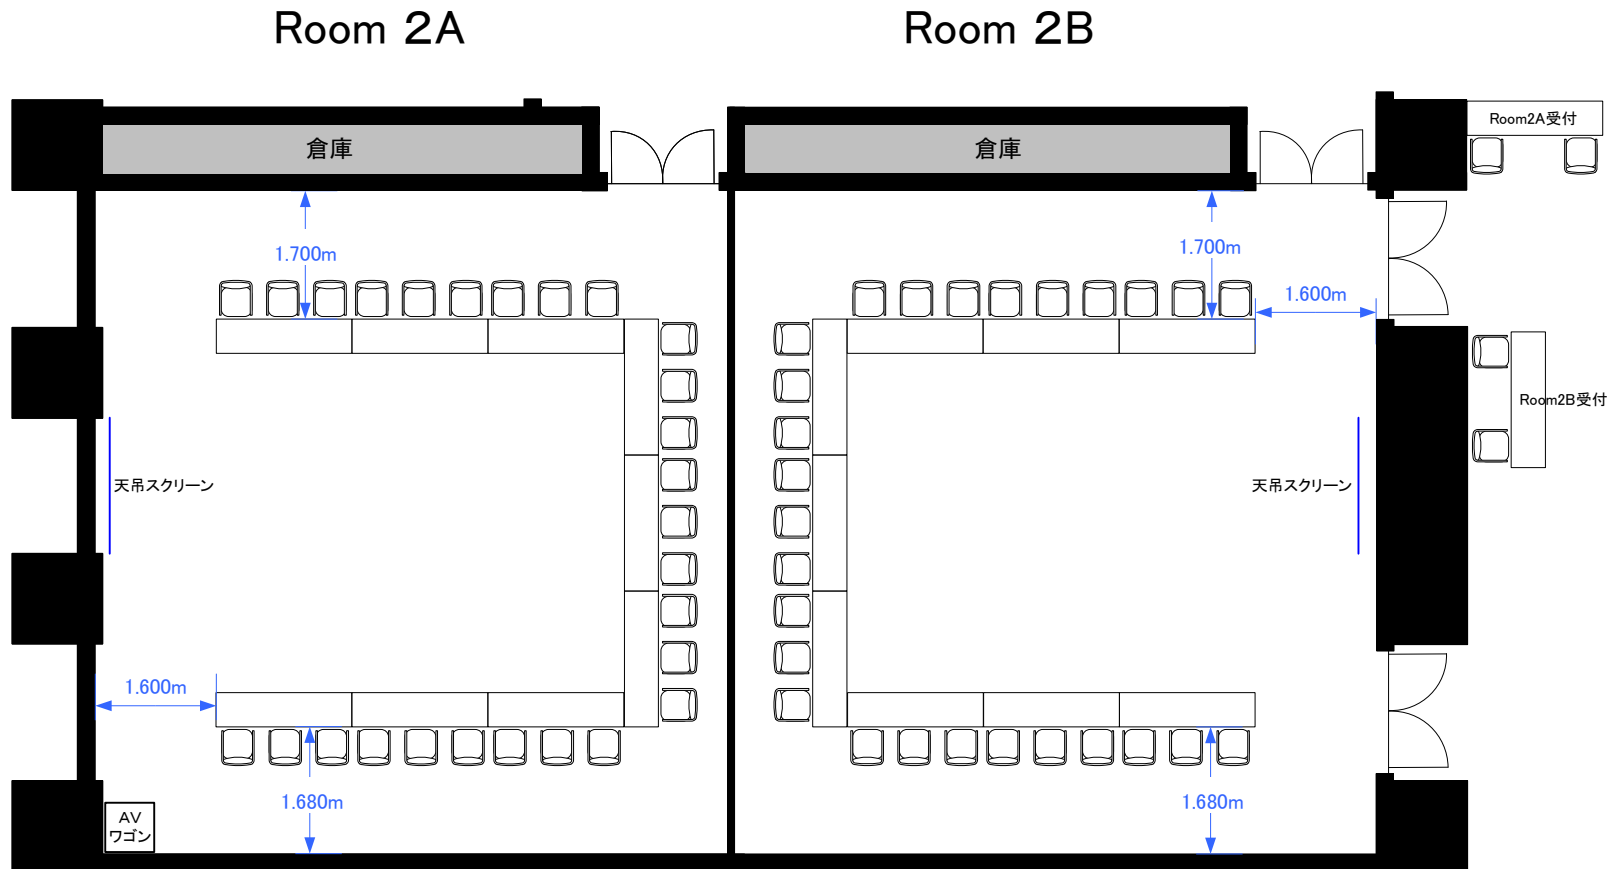 Room 2A
Room 2B
倉庫
倉庫
Room2A受付
1.700m
1.700m
1.600m
Room2B受付
天吊スクリーン
天吊スクリーン
1.600m
1.680m
1.680m
AV
ワゴン